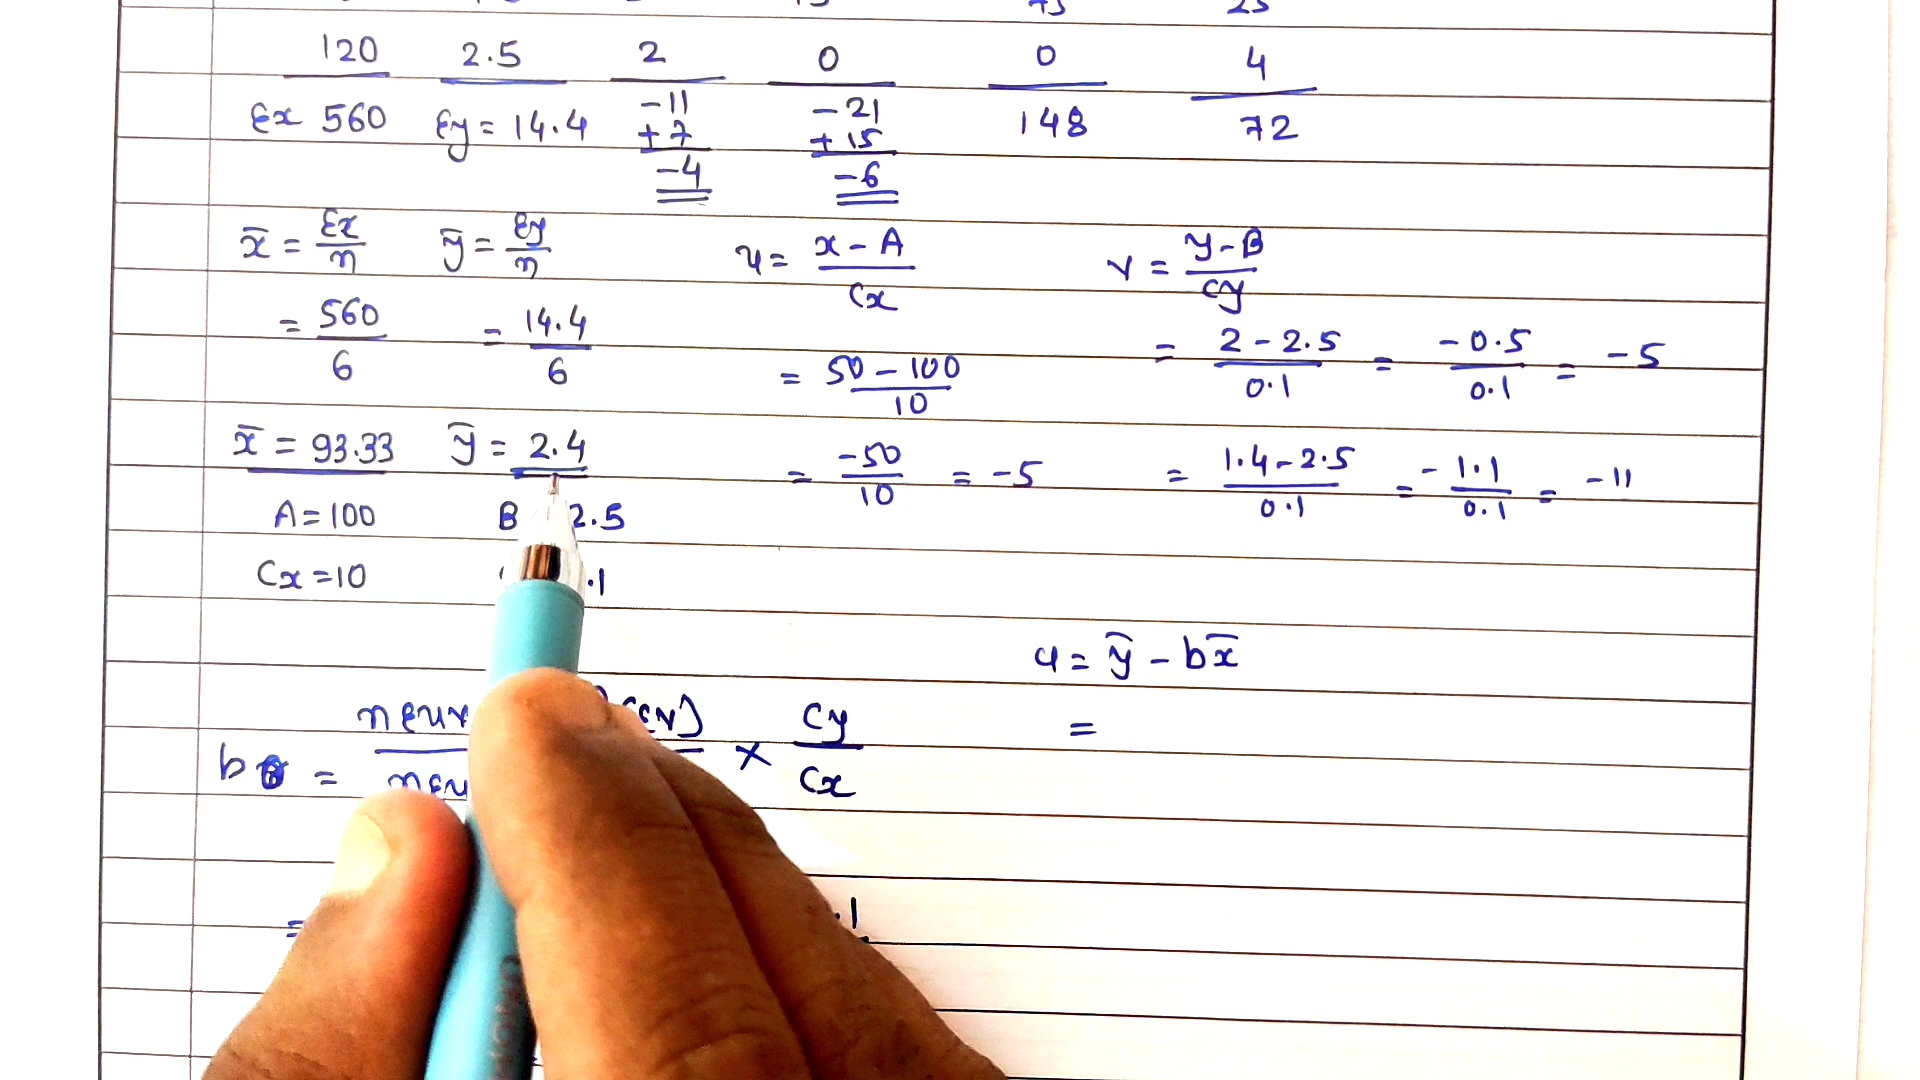 120 2.5 2 0 0 4
Σx 560 Σy = 14.4 -11 -21 148 72
+7 +15
-4 -6
x̄ = Σx/n ȳ = Σy/n u = x - A / Cx v = y - B / Cy
= 560/6 = 14.4/6 = 50 - 100 / 10 = 2 - 2.5 / 0.1 = -0.5 / 0.1 = -5
x̄ = 93.33 ȳ = 2.4 = -50/10 = -5 = 1.4 - 2.5 / 0.1 = -1.1 / 0.1 = -11
A = 100 B 2.5
Cx = 10 .1
a = ȳ - bx̄
b = × Cy/Cx =
= .1